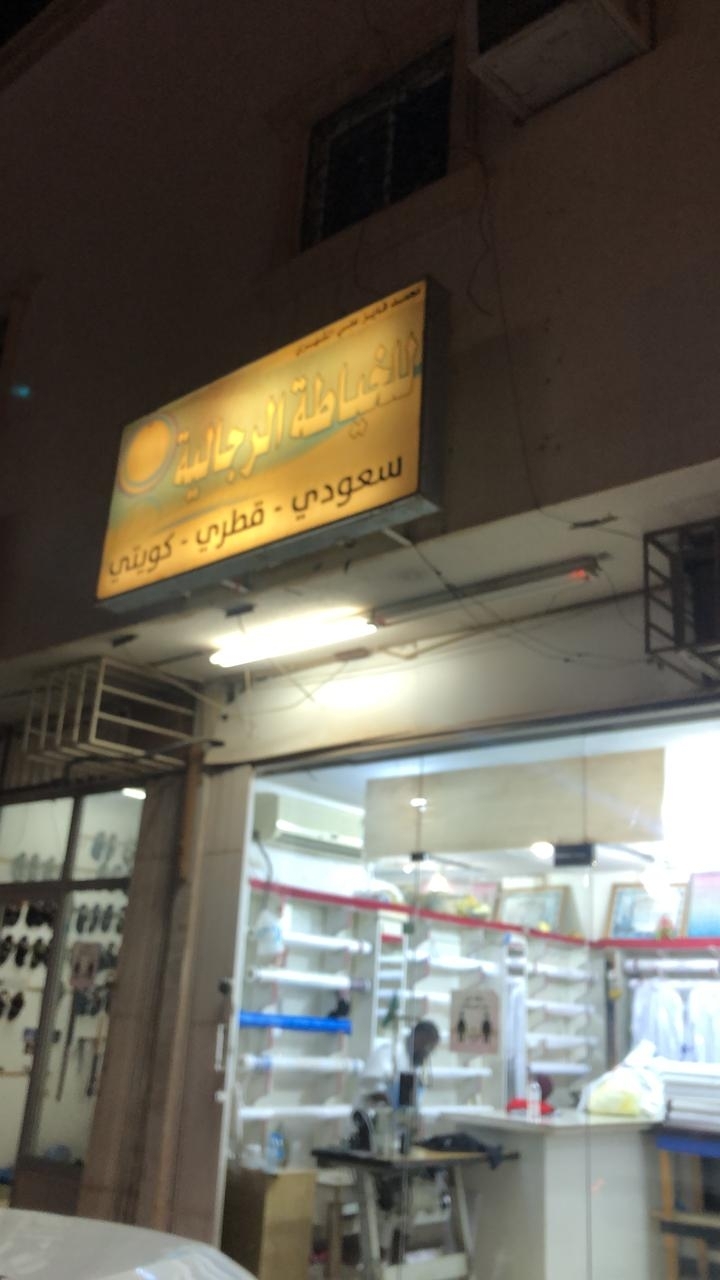 للخياطة الرجالية
سعودي - قطري - كويتي